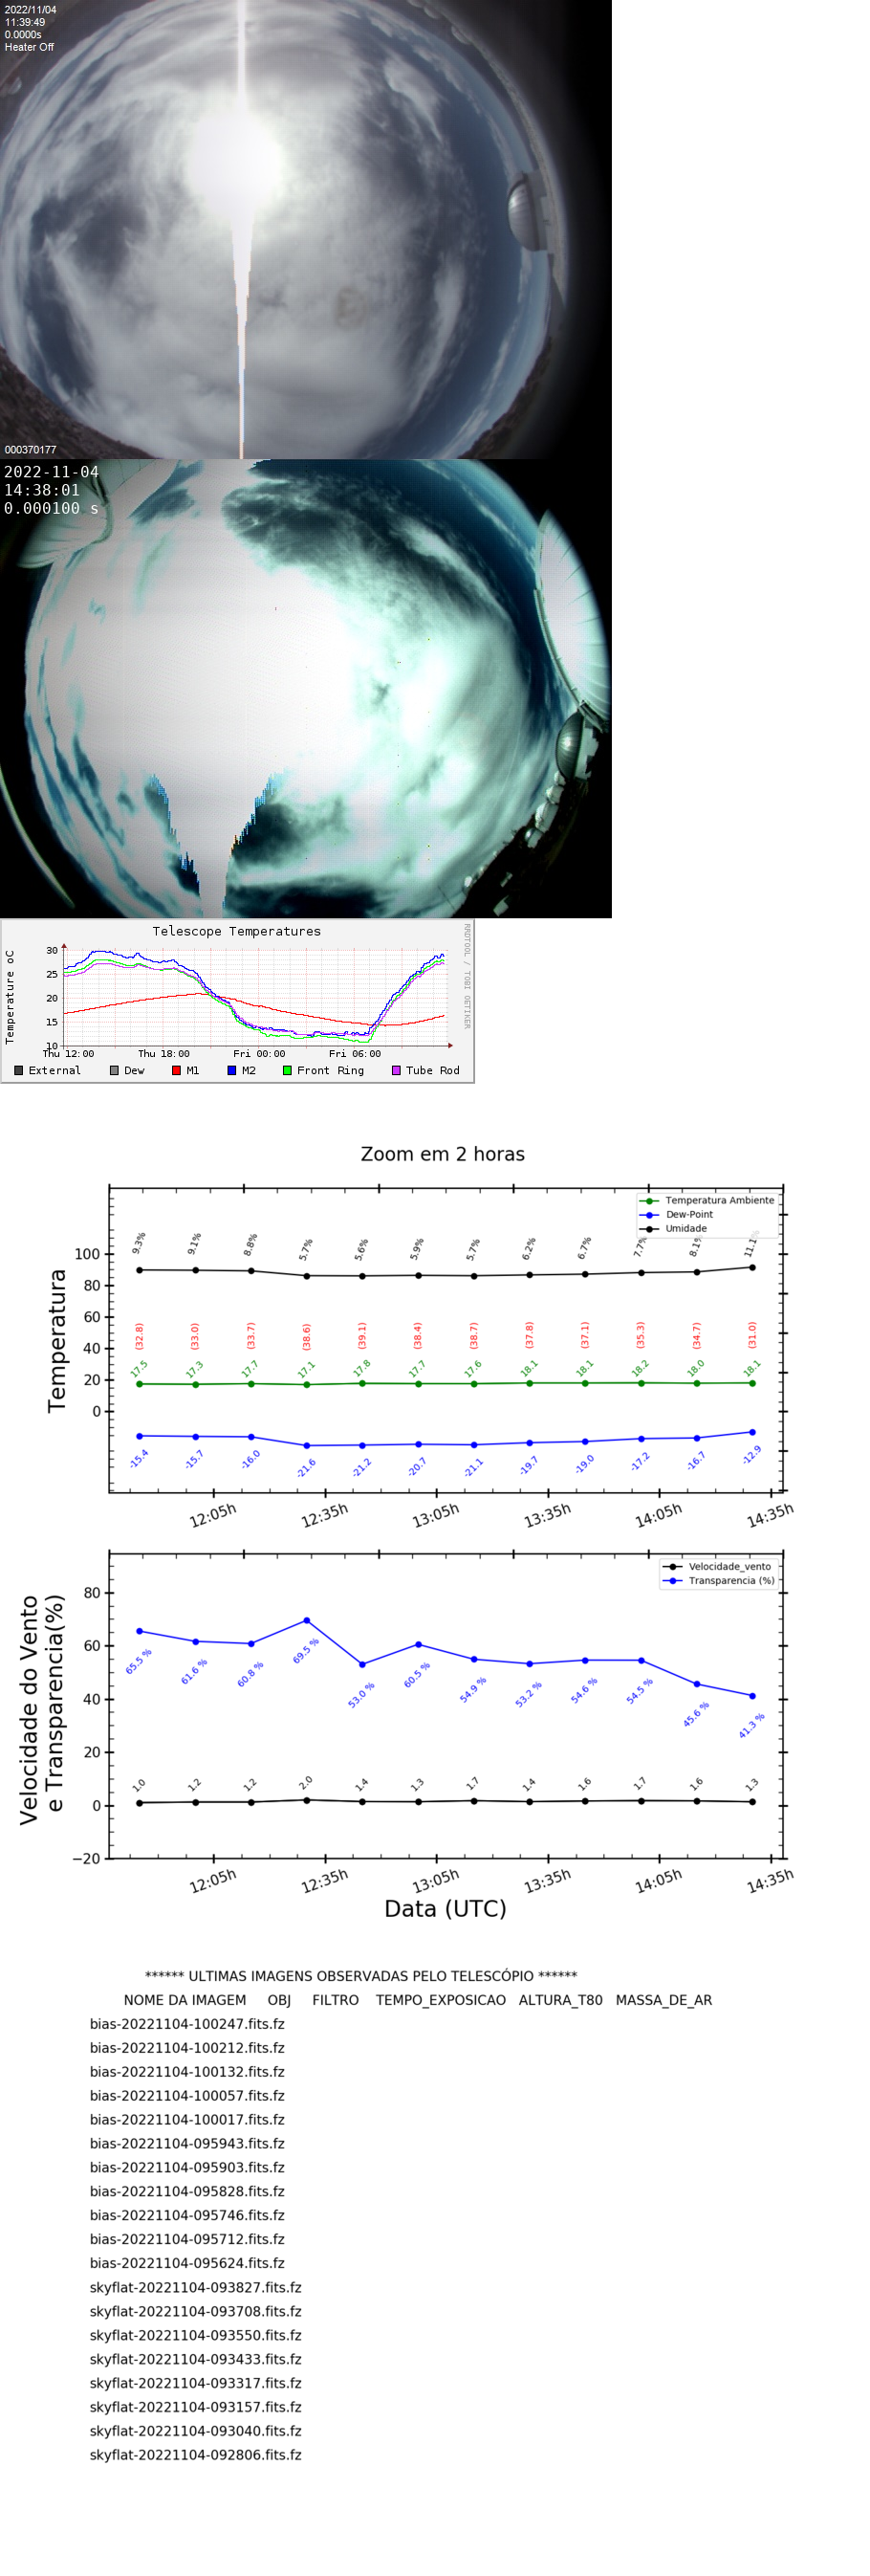 2022/11/04
11:39:49
0.0000s
Heater Off
000370177
2022-11-04
14:38:01
0.000100 s
Telescope Temperatures
RRDTOOL / TOBI OETIKER
Temperature oC
30
25
20
15
10
Thu 12:00 Thu 18:00 Fri 00:00 Fri 06:00
External Dew M1 M2 Front Ring Tube Rod
Zoom em 2 horas
Temperatura Ambiente
Dew-Point
Umidade
9.3% 9.1% 8.8% 5.7% 5.6% 5.9% 5.7% 6.2% 6.7% 7.7% 8.1% 11.1%
Temperatura
100
80
60
40
20
0
(32.8) (33.0) (33.7) (38.6) (39.1) (38.4) (38.7) (37.8) (37.1) (35.3) (34.7) (31.0)
17.5 17.3 17.7 17.1 17.8 17.7 17.6 18.1 18.1 18.2 18.0 18.1
-15.4 -15.7 -16.0 -21.6 -21.2 -20.7 -21.1 -19.7 -19.0 -17.2 -16.7 -12.9
12:05h 12:35h 13:05h 13:35h 14:05h 14:35h
Velocidade_vento
Transparencia (%)
Velocidade do Vento
e Transparencia(%)
80
60
40
20
0
−20
65.5 % 61.6 % 60.8 % 69.5 % 53.0 % 60.5 % 54.9 % 53.2 % 54.6 % 54.5 % 45.6 % 41.3 %
1.0 1.2 1.2 2.0 1.4 1.3 1.7 1.4 1.6 1.7 1.6 1.3
12:05h 12:35h 13:05h 13:35h 14:05h 14:35h
Data (UTC)
****** ULTIMAS IMAGENS OBSERVADAS PELO TELESCÓPIO ******
NOME DA IMAGEM OBJ FILTRO TEMPO_EXPOSICAO ALTURA_T80 MASSA_DE_AR
bias-20221104-100247.fits.fz
bias-20221104-100212.fits.fz
bias-20221104-100132.fits.fz
bias-20221104-100057.fits.fz
bias-20221104-100017.fits.fz
bias-20221104-095943.fits.fz
bias-20221104-095903.fits.fz
bias-20221104-095828.fits.fz
bias-20221104-095746.fits.fz
bias-20221104-095712.fits.fz
bias-20221104-095624.fits.fz
skyflat-20221104-093827.fits.fz
skyflat-20221104-093708.fits.fz
skyflat-20221104-093550.fits.fz
skyflat-20221104-093433.fits.fz
skyflat-20221104-093317.fits.fz
skyflat-20221104-093157.fits.fz
skyflat-20221104-093040.fits.fz
skyflat-20221104-092806.fits.fz